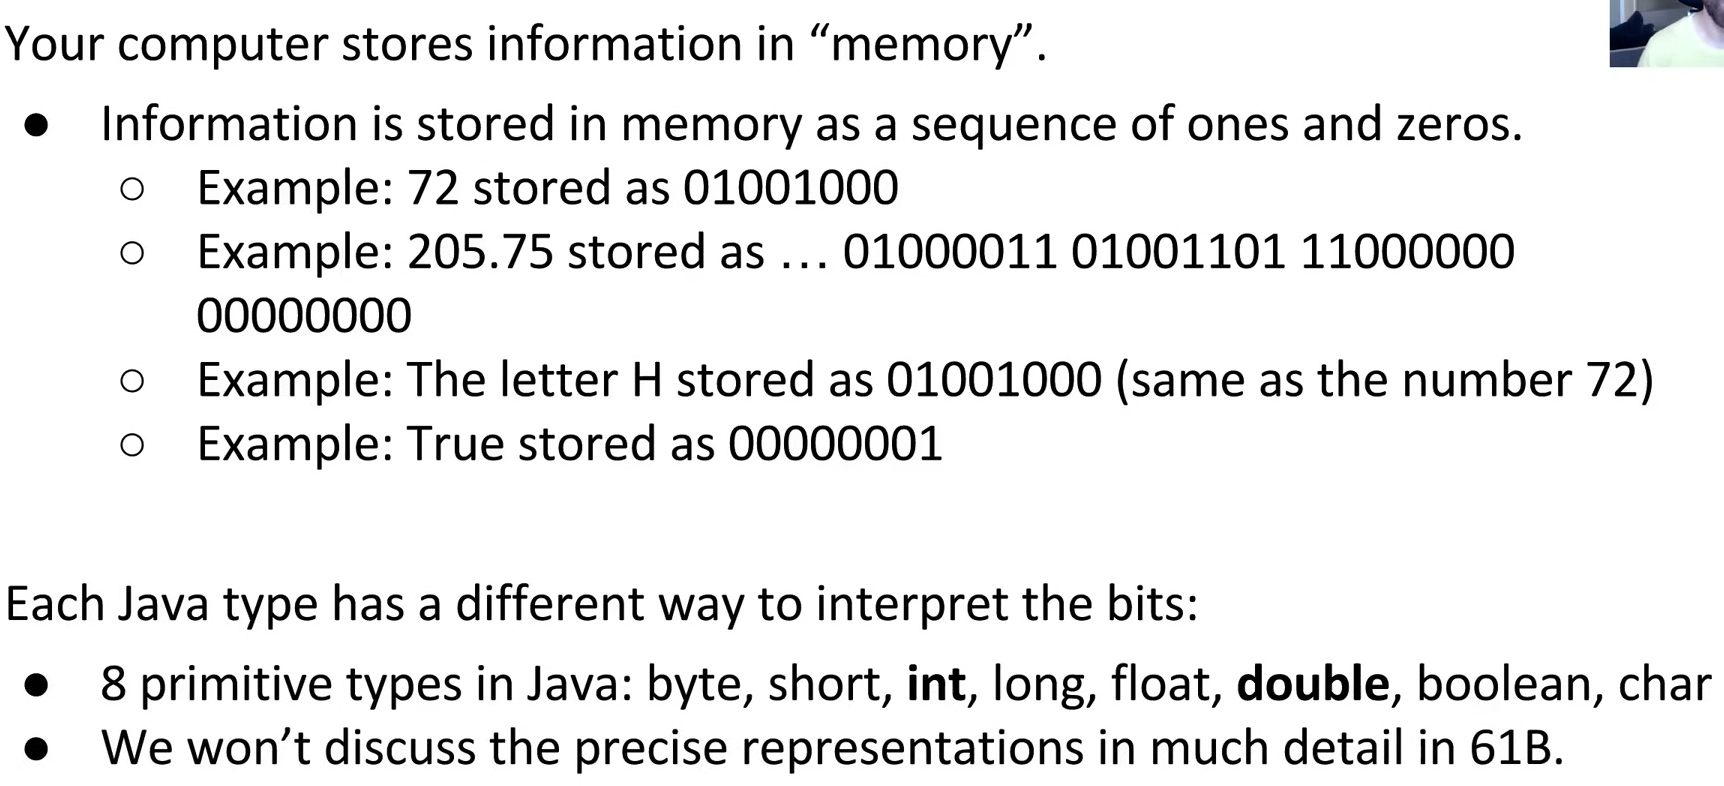 Your computer stores information in “memory”.
● Information is stored in memory as a sequence of ones and zeros.
○ Example: 72 stored as 01001000
○ Example: 205.75 stored as … 01000011 01001101 11000000
00000000
○ Example: The letter H stored as 01001000 (same as the number 72)
○ Example: True stored as 00000001
Each Java type has a different way to interpret the bits:
● 8 primitive types in Java: byte, short, int, long, float, double, boolean, char
● We won’t discuss the precise representations in much detail in 61B.